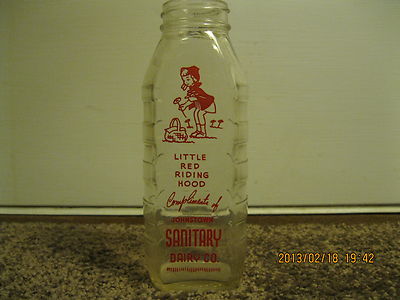 LITTLE
RED
RIDING
HOOD
Compliments of
JOHNSTOWN
SANITARY
DAIRY CO.
2013/02/18 19:42